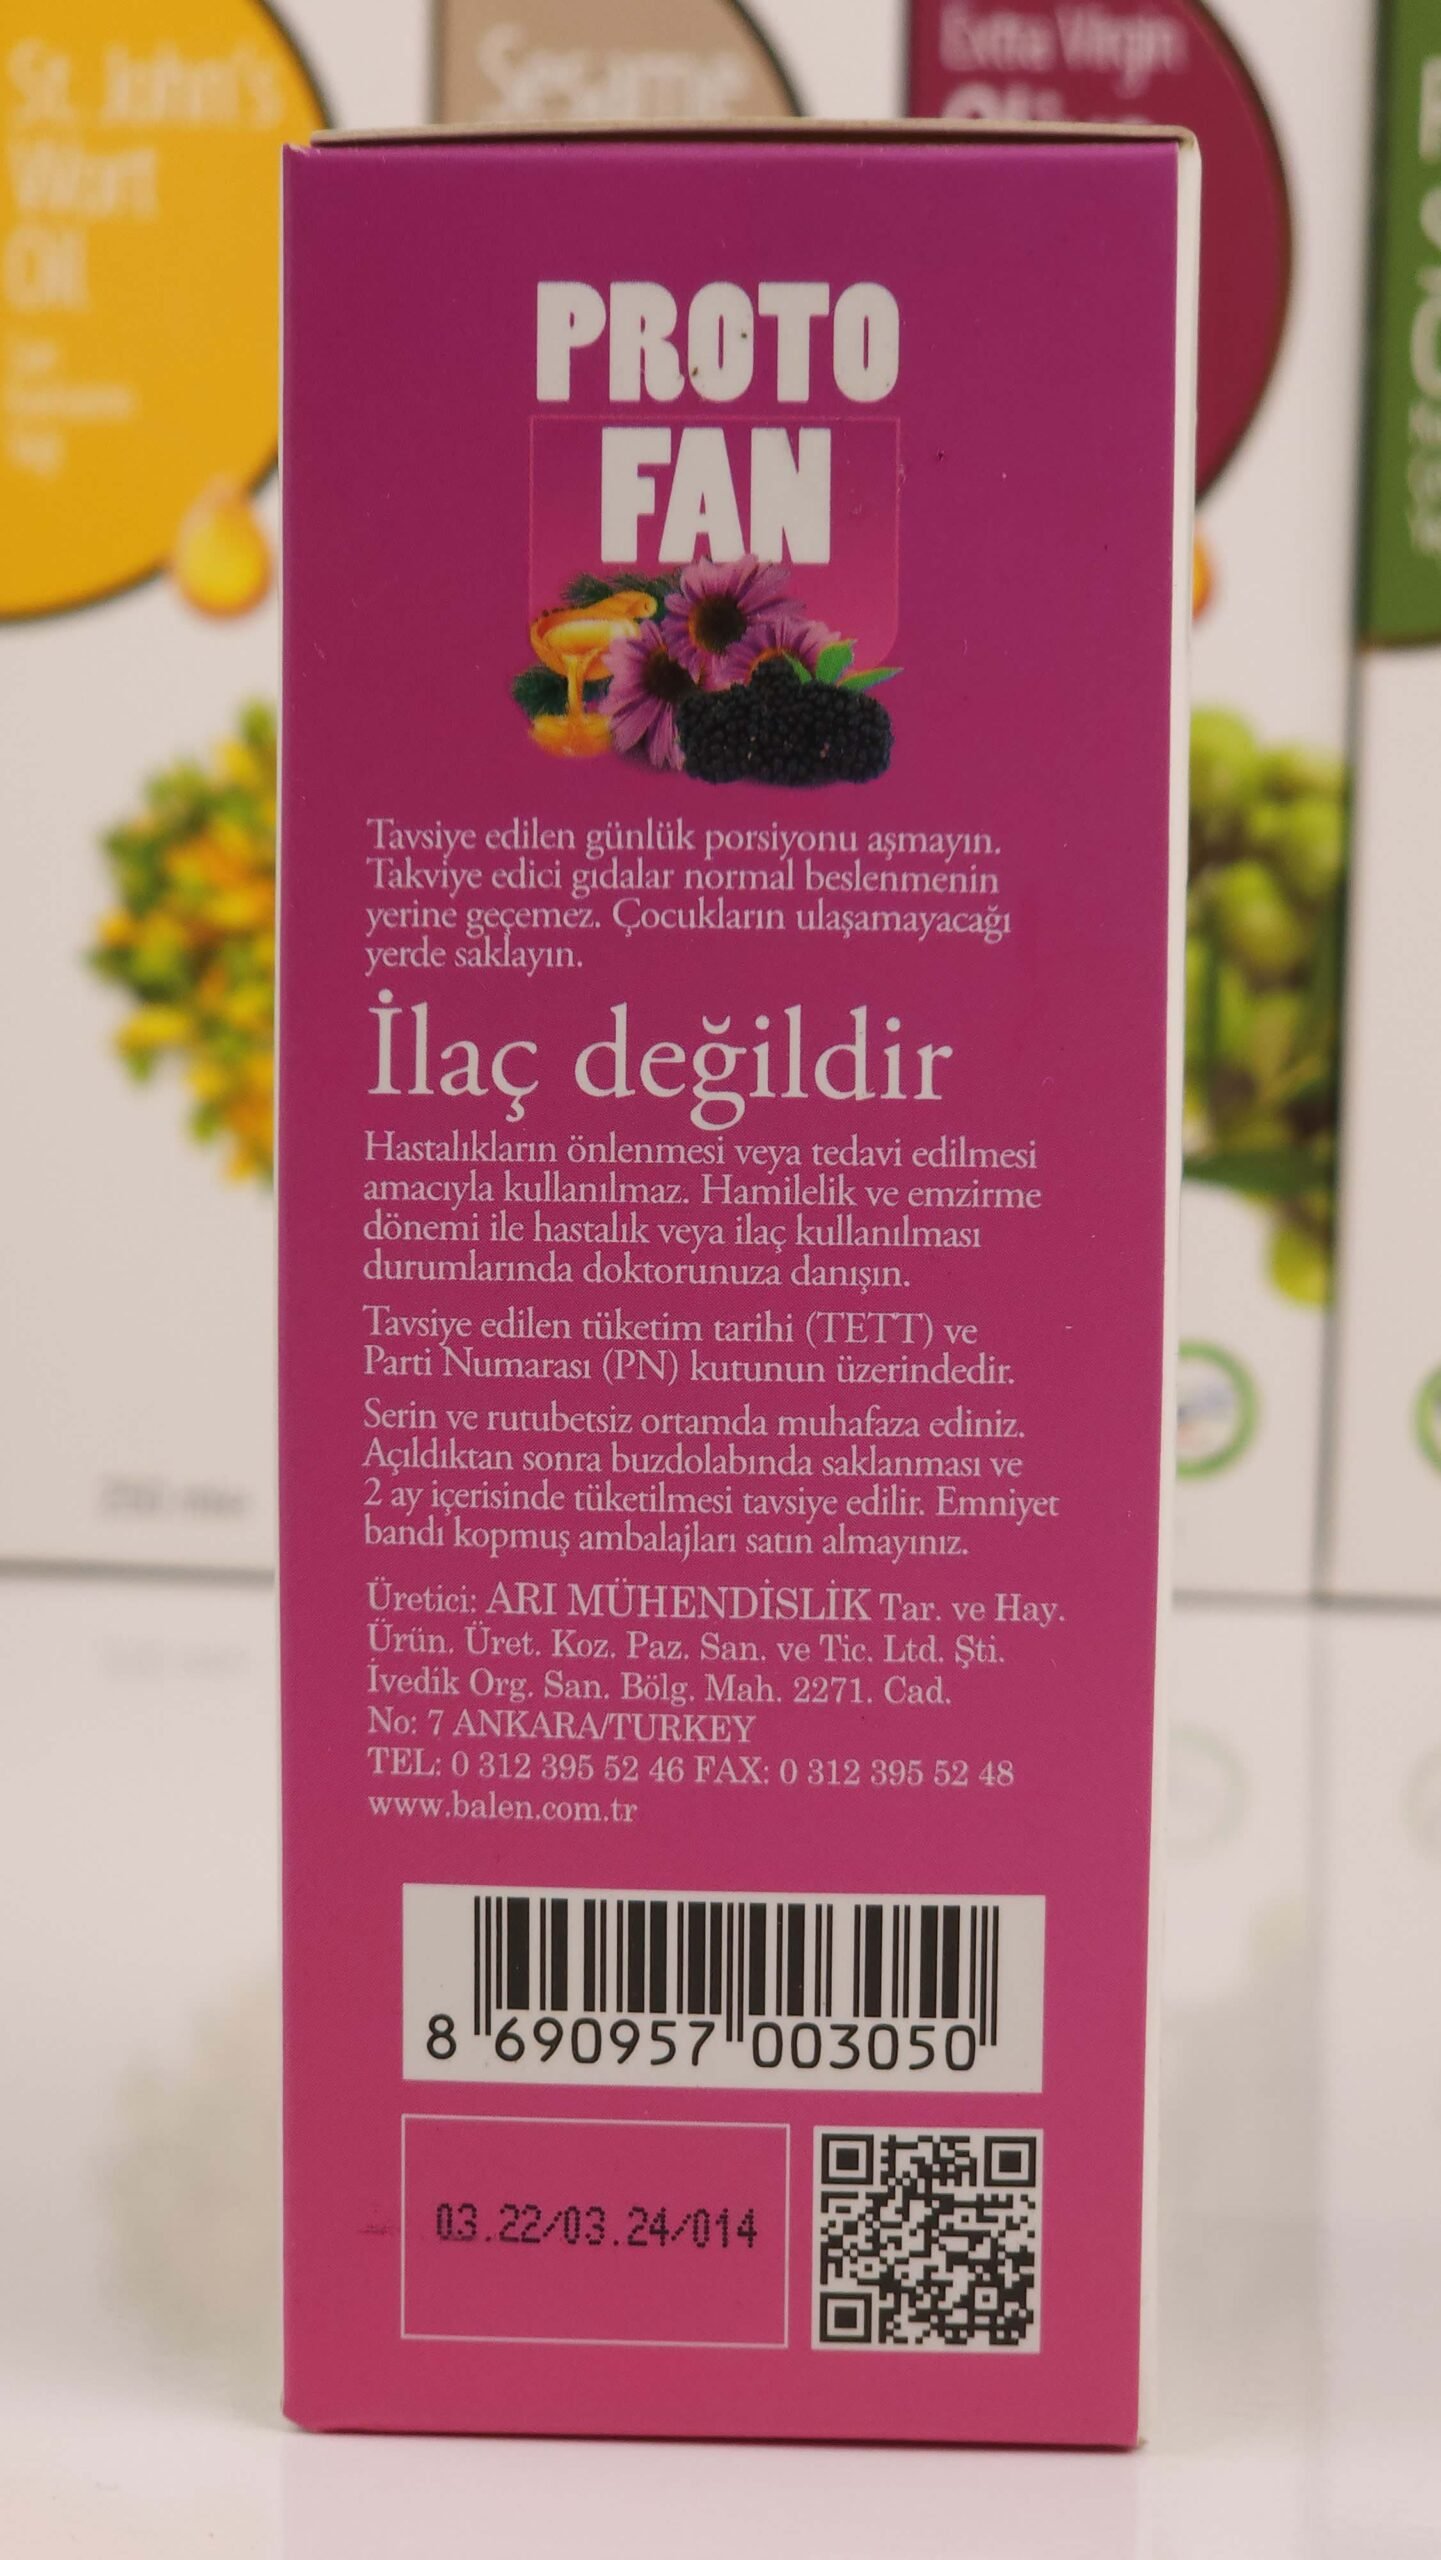 St. John's
Wort
Oil
Sesame
Extra Virgin
PROTO
FAN
Tavsiye edilen günlük porsiyonu aşmayın.
Takviye edici gıdalar normal beslenmenin
yerine geçemez. Çocukların ulaşamayacağı
yerde saklayın.
İlaç değildir
Hastalıkların önlenmesi veya tedavi edilmesi
amacıyla kullanılmaz. Hamilelik ve emzirme
dönemi ile hastalık veya ilaç kullanılması
durumlarında doktorunuza danışın.
Tavsiye edilen tüketim tarihi (TETT) ve
Parti Numarası (PN) kutunun üzerindedir.
Serin ve rutubetsiz ortamda muhafaza ediniz.
Açıldıktan sonra buzdolabında saklanması ve
2 ay içerisinde tüketilmesi tavsiye edilir. Emniyet
bandı kopmuş ambalajları satın almayınız.
Üretici: ARI MÜHENDİSLİK Tar. ve Hay.
Ürün. Üret. Koz. Paz. San. ve Tic. Ltd. Şti.
İvedik Org. San. Bölg. Mah. 2271. Cad.
No: 7 ANKARA/TURKEY
TEL: 0 312 395 52 46 FAX: 0 312 395 52 48
www.balen.com.tr
8 690957 003050
03.22/03.24/014